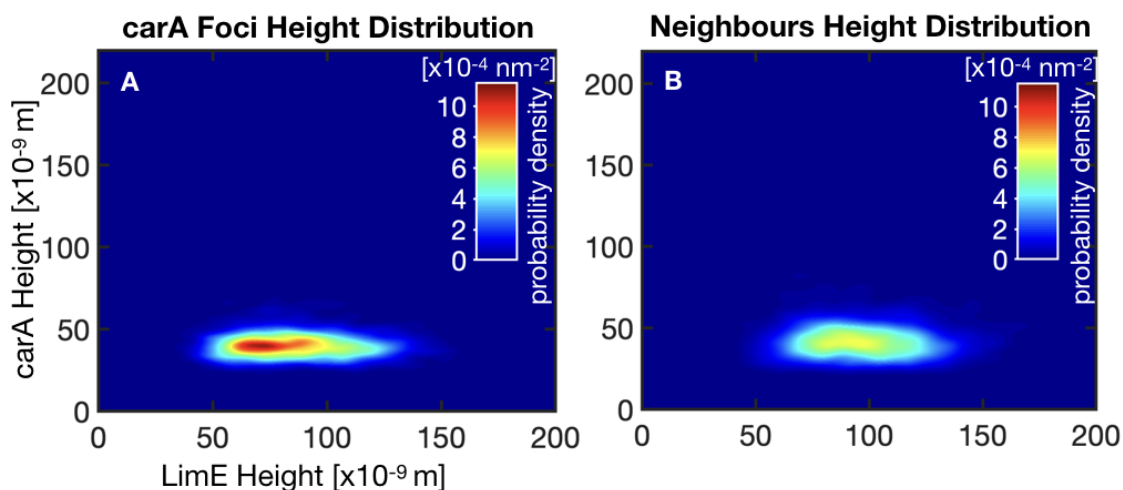 carA Foci Height Distribution
A
[x10-4 nm-2]
10
8
6
4
2
0
probability density
200
150
100
50
0
carA Height [x10-9 m]
0 50 100 150 200
LimE Height [x10-9 m]
Neighbours Height Distribution
B
[x10-4 nm-2]
10
8
6
4
2
0
probability density
200
150
100
50
0
0 50 100 150 200